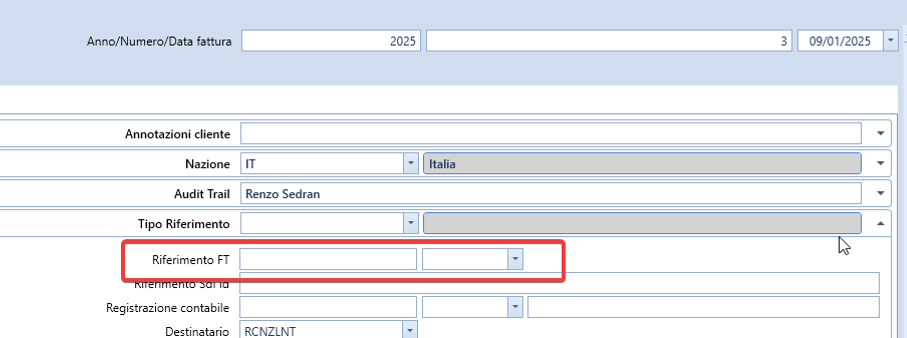 Anno/Numero/Data fattura 2025 3 09/01/2025
Annotazioni cliente
Nazione IT Italia
Audit Trail Renzo Sedran
Tipo Riferimento
Riferimento FT
Riferimento SdI Id
Registrazione contabile
Destinatario RCNZLNT